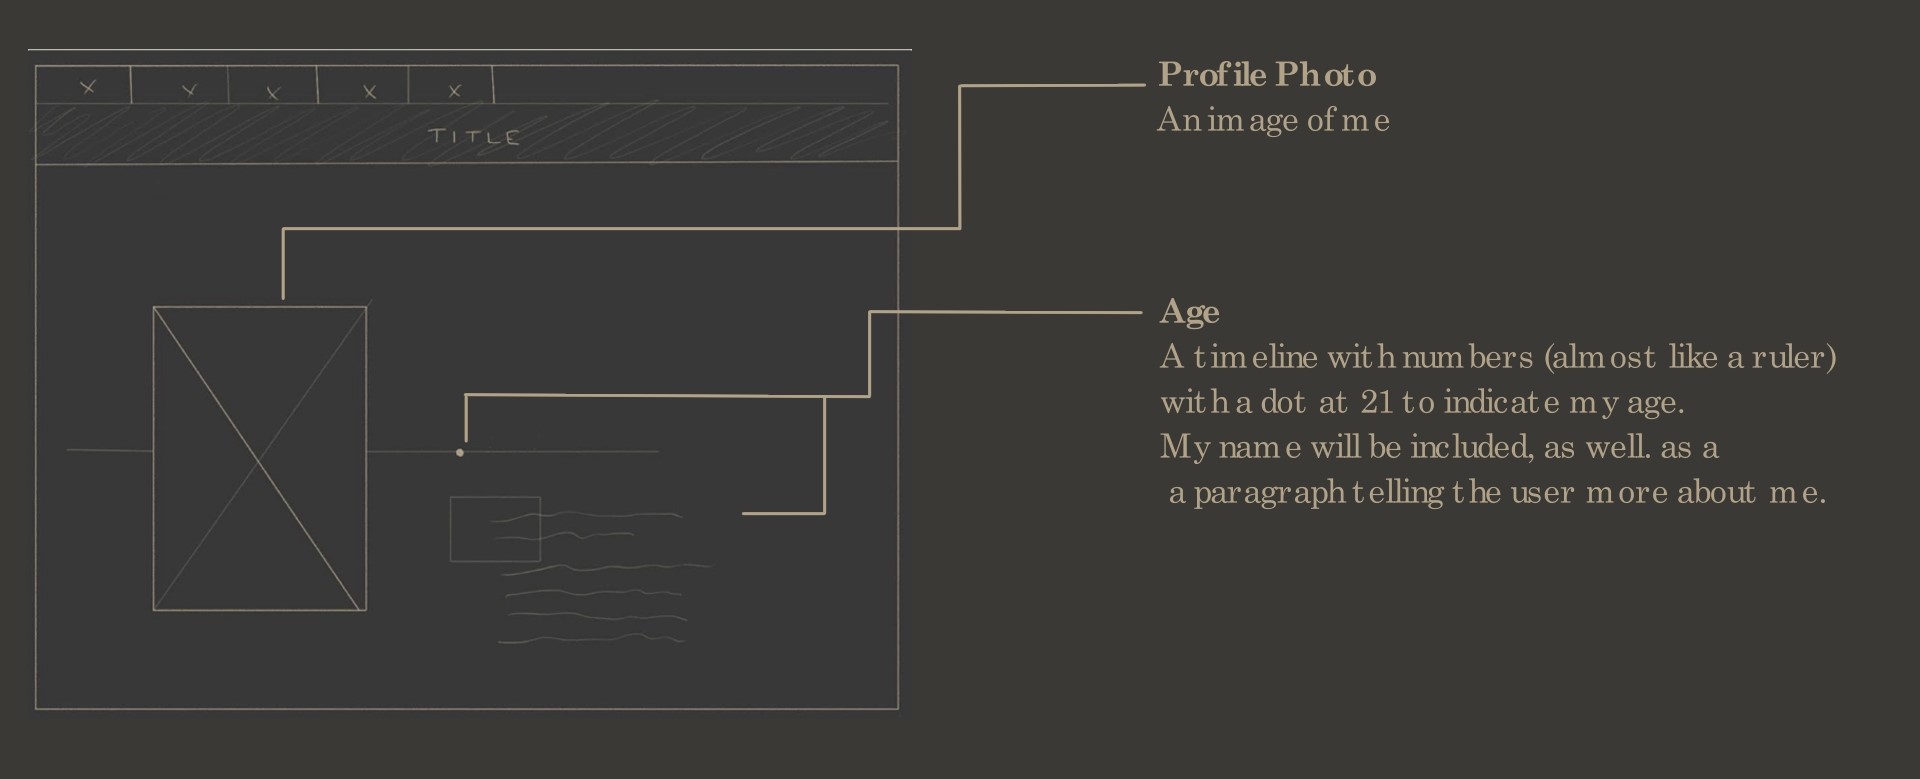 X X X X X
TITLE
Profile Photo
An image of me
Age
A timeline with numbers (almost like a ruler)
with a dot at 21 to indicate my age.
My name will be included, as well. as a
a paragraph telling the user more about me.